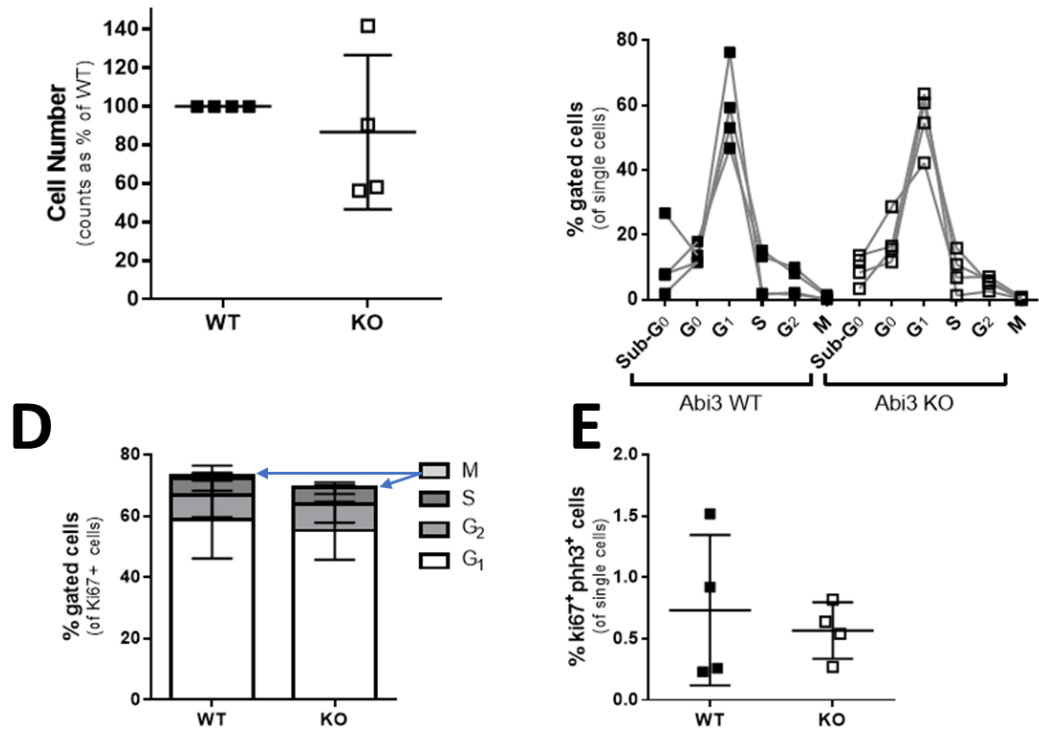 Cell Number
(counts as % of WT)
140
120
100
80
60
40
20
0
WT KO
% gated cells
(of single cells)
80
60
40
20
0
Sub-G0 G0 G1 S G2 M Sub-G0 G0 G1 S G2 M
Abi3 WT Abi3 KO
D
% gated cells
(of Ki67+ cells)
80
60
40
20
0
WT KO
M
S
G2
G1
E
% ki67+phh3+ cells
(of single cells)
2.0
1.5
1.0
0.5
0.0
WT KO